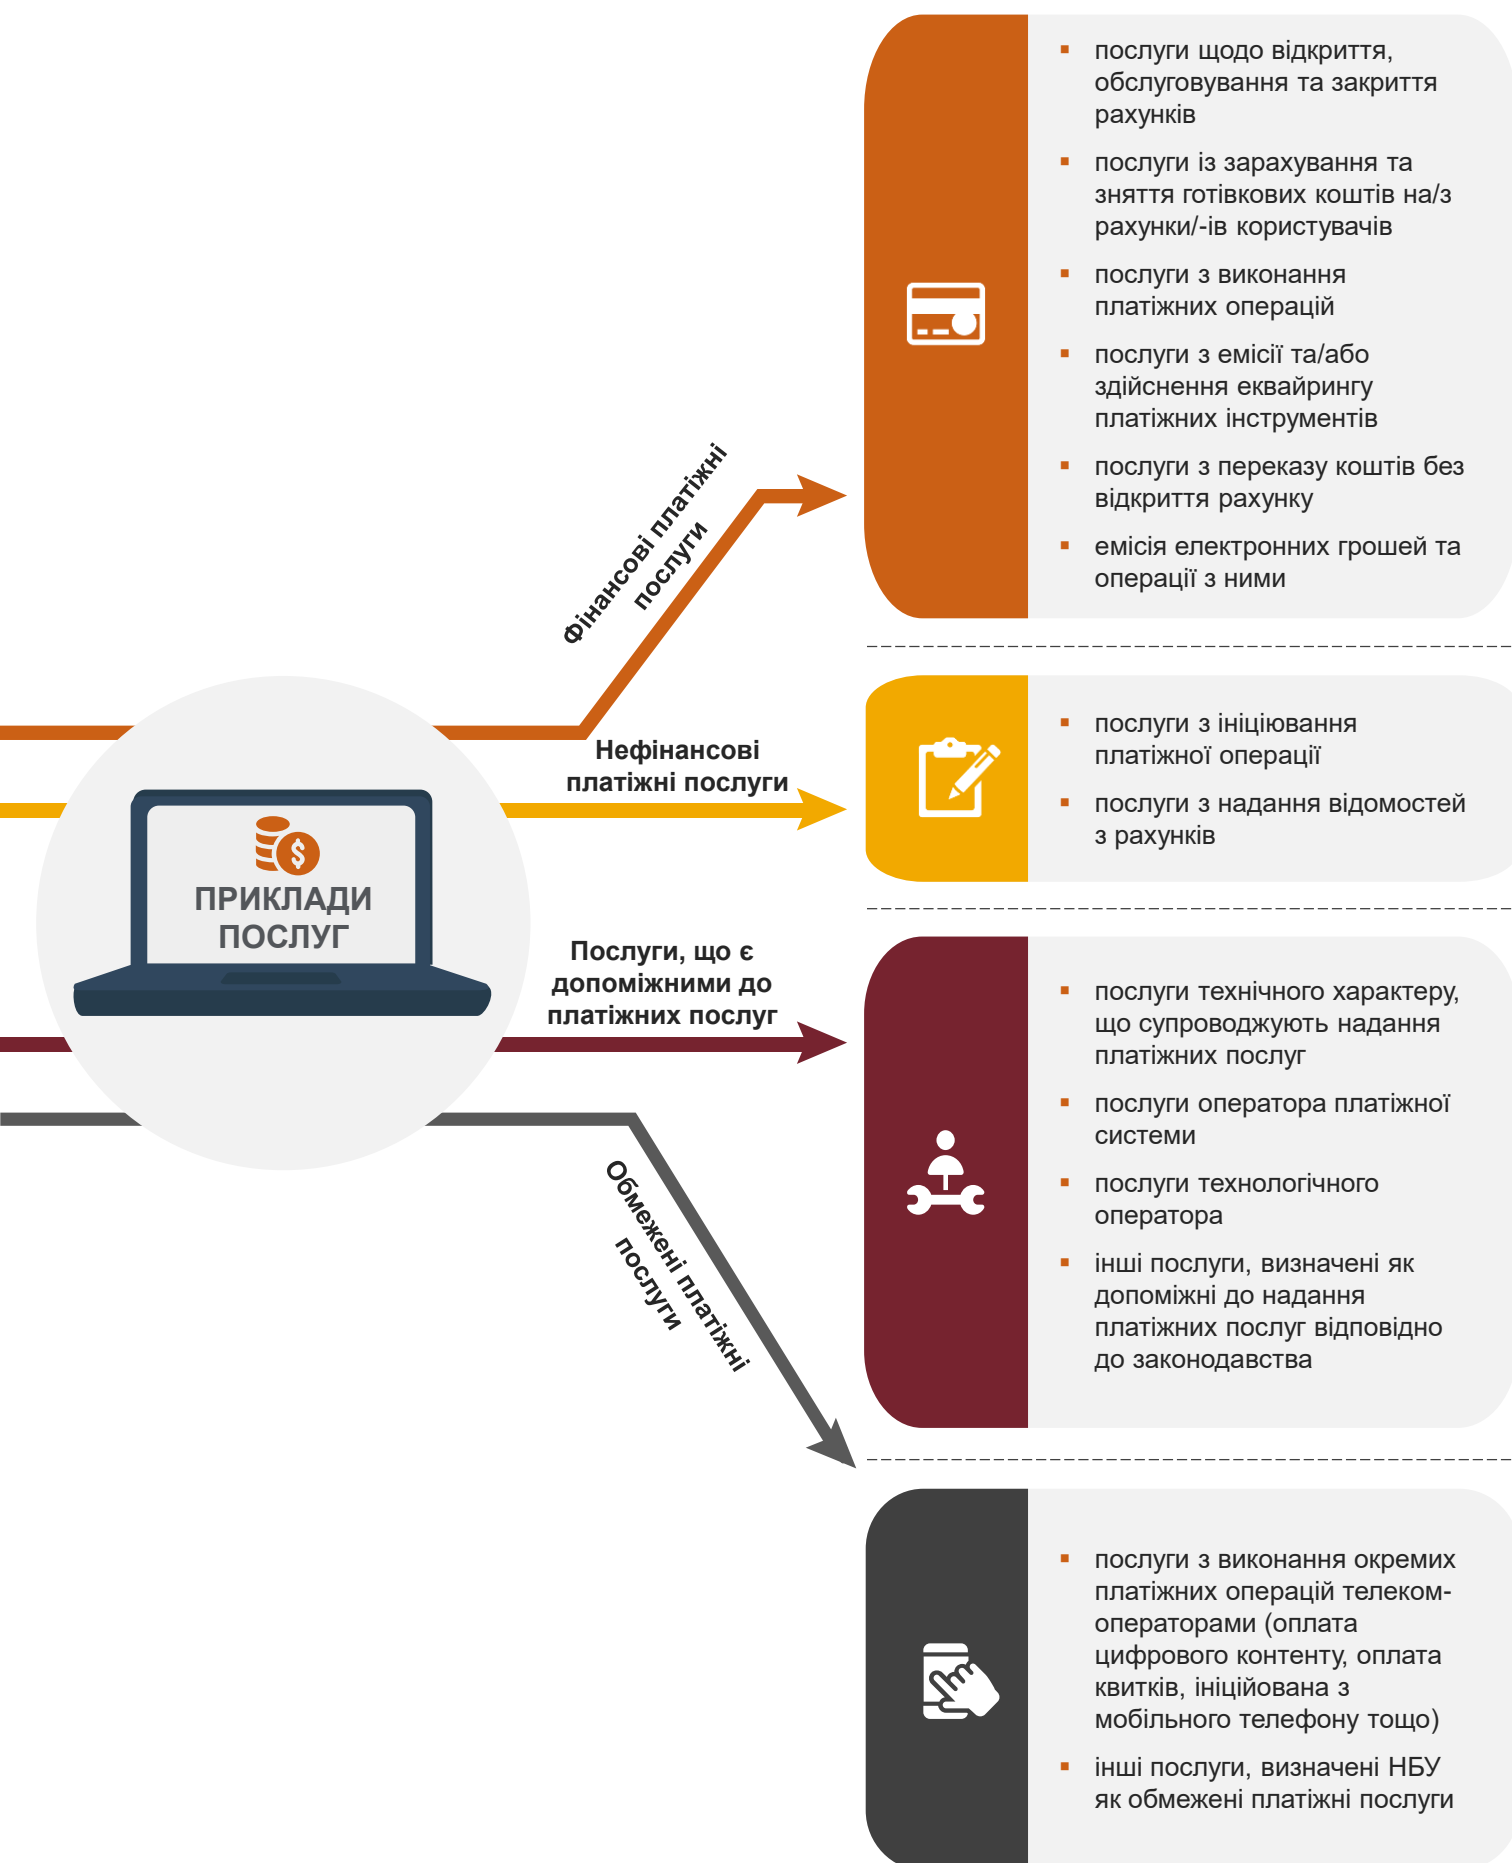 ПРИКЛАДИ
ПОСЛУГ
Фінансові платіжні
послуги
послуги щодо відкриття,
обслуговування та закриття
рахунків
послуги із зарахування та
зняття готівкових коштів на/з
рахунки/-ів користувачів
послуги з виконання
платіжних операцій
послуги з емісії та/або
здійснення еквайрингу
платіжних інструментів
послуги з переказу коштів без
відкриття рахунку
емісія електронних грошей та
операції з ними
Нефінансові
платіжні послуги
послуги з ініціювання
платіжної операції
послуги з надання відомостей
з рахунків
Послуги, що є
допоміжними до
платіжних послуг
послуги технічного характеру,
що супроводжують надання
платіжних послуг
послуги оператора платіжної
системи
послуги технологічного
оператора
інші послуги, визначені як
допоміжні до надання
платіжних послуг відповідно
до законодавства
Обмежені платіжні
послуги
послуги з виконання окремих
платіжних операцій телеком-
операторами (оплата
цифрового контенту, оплата
квитків, ініційована з
мобільного телефону тощо)
інші послуги, визначені НБУ
як обмежені платіжні послуги